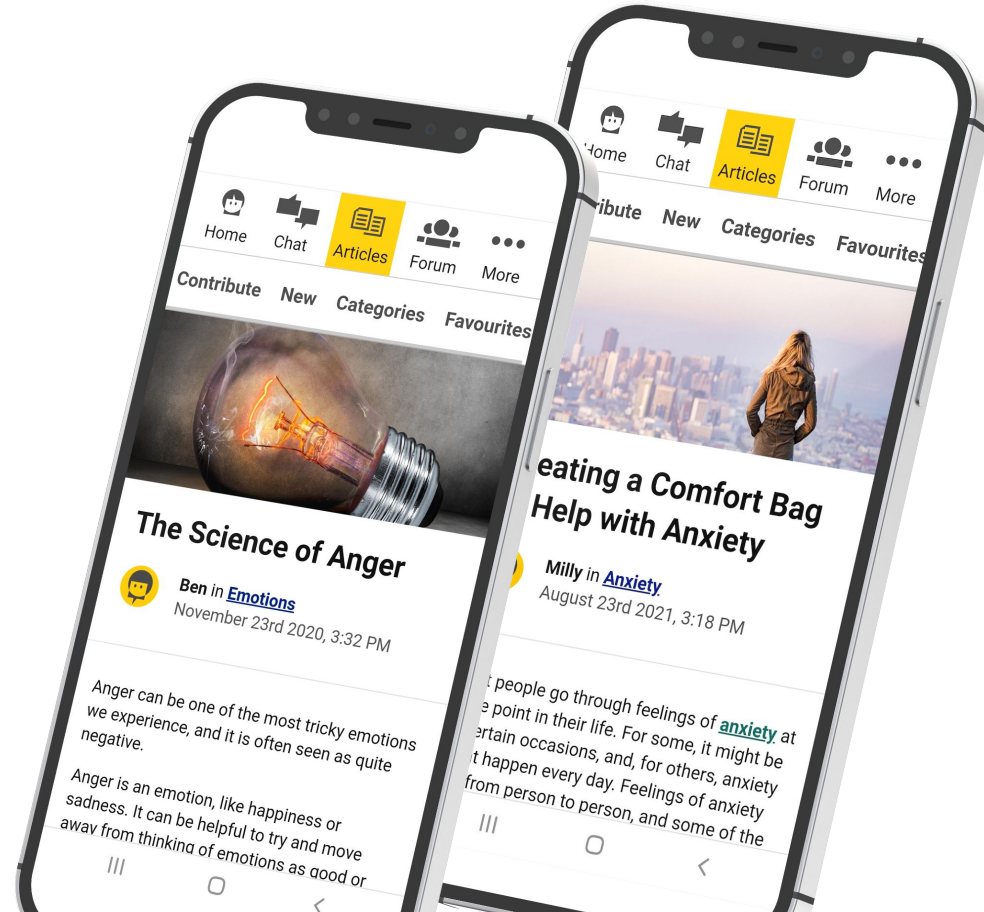 Home Chat Articles Forum More
Contribute New Categories Favourites
The Science of Anger
Ben in Emotions
November 23rd 2020, 3:32 PM
Anger can be one of the most tricky emotions
we experience, and it is often seen as quite
negative.
Anger is an emotion, like happiness or
sadness. It can be helpful to try and move
away from thinking of emotions as good or
Home Chat Articles Forum More
New Categories Favourites
a Comfort Bag
Help with Anxiety
Milly in Anxiety
August 23rd 2021, 3:18 PM
people go through feelings of anxiety at
point in their life. For some, it might be
occasions, and, for others, anxiety
happen every day. Feelings of anxiety
from person to person, and some of the